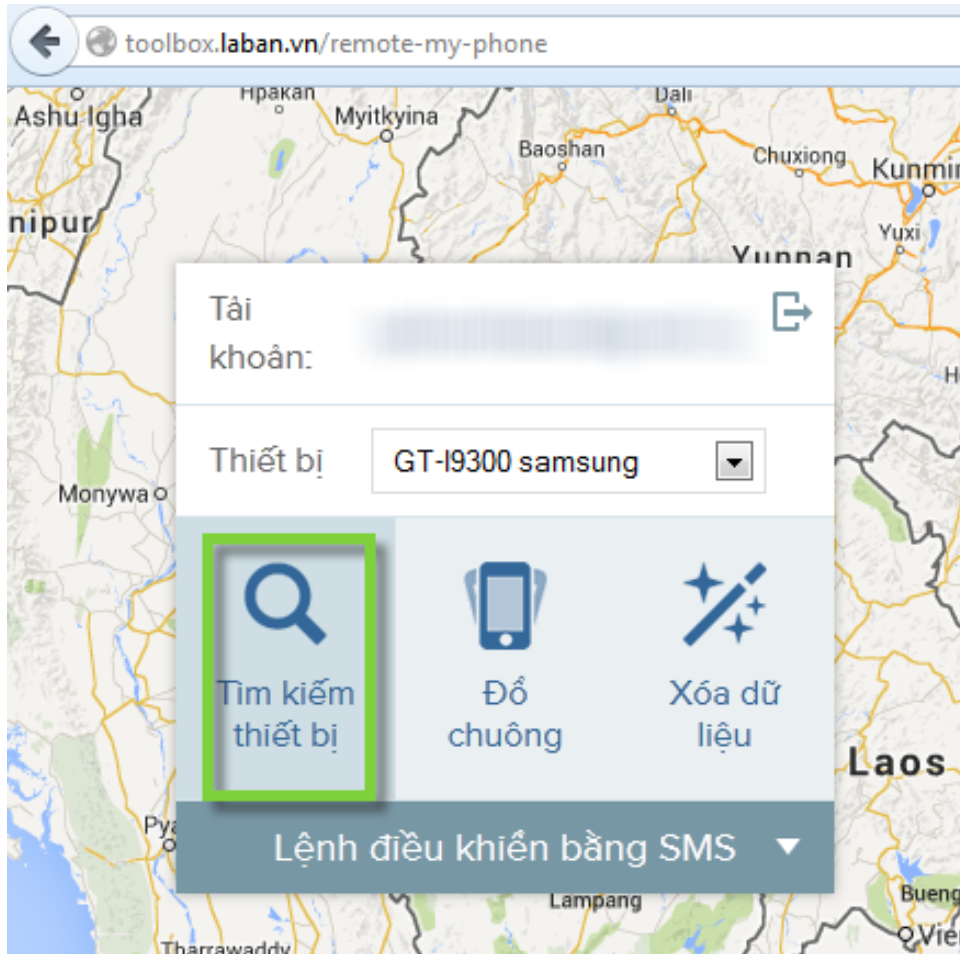 toolbox.laban.vn/remote-my-phone
Ashu Igha
Hpakan
Myitkyina
Dali
Baoshan
Chuxiong
nipur
Yuxi
Yunnan
Tài
khoản:
Thiết bị
GT-I9300 samsung
Monywa
Tìm kiếm
thiết bị
Đổ
chuông
Xóa dữ
liệu
Laos
Lệnh điều khiển bằng SMS
Lampang
Bueng
Tharrawaddy